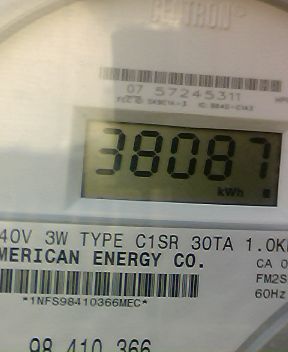 CENTRON®
07 57245311
38087
kWh
40V 3W TYPE C1SR 30TA 1.0K
MERICAN ENERGY CO.
CA 0
FM2S
60Hz
*1NFS98410366MEC*
98 410 366